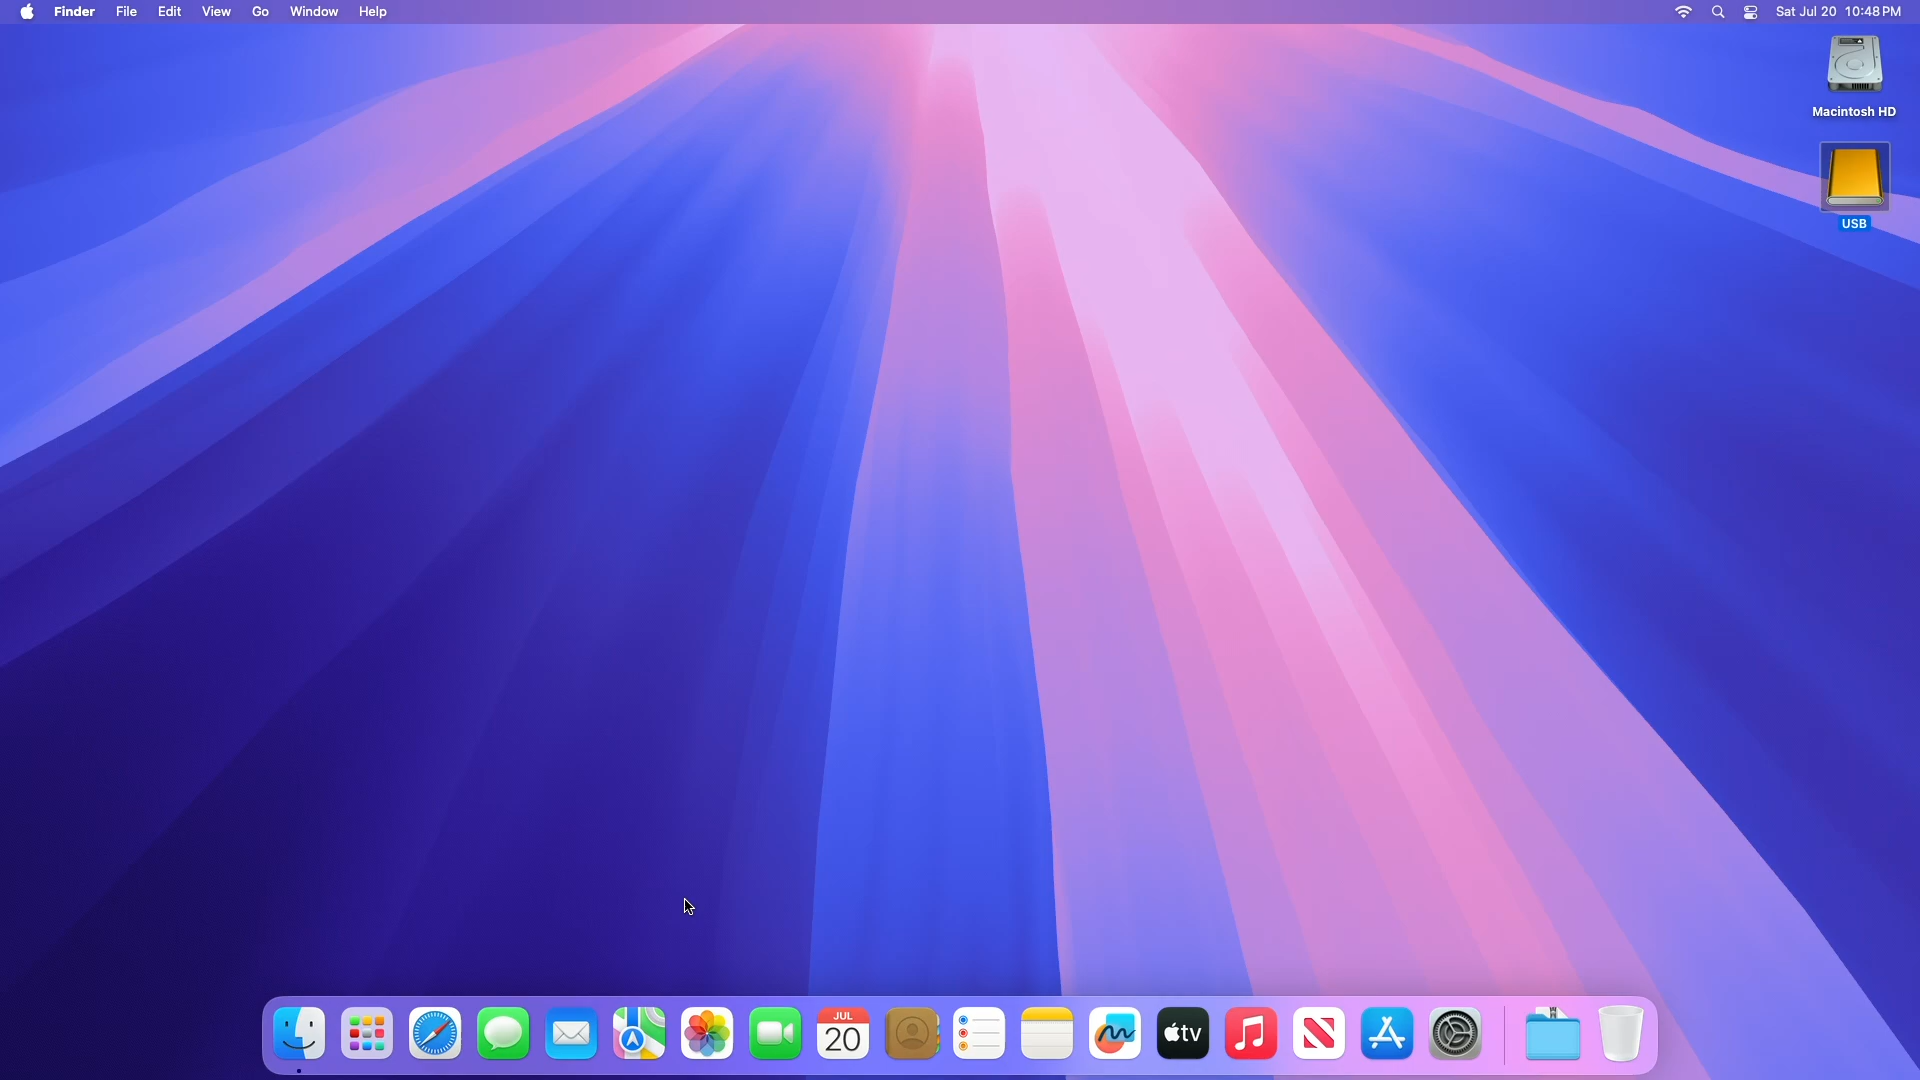 Finder File Edit View Go Window Help Sat Jul 20 10:48 PM
Macintosh HD
USB
JUL
20
tv